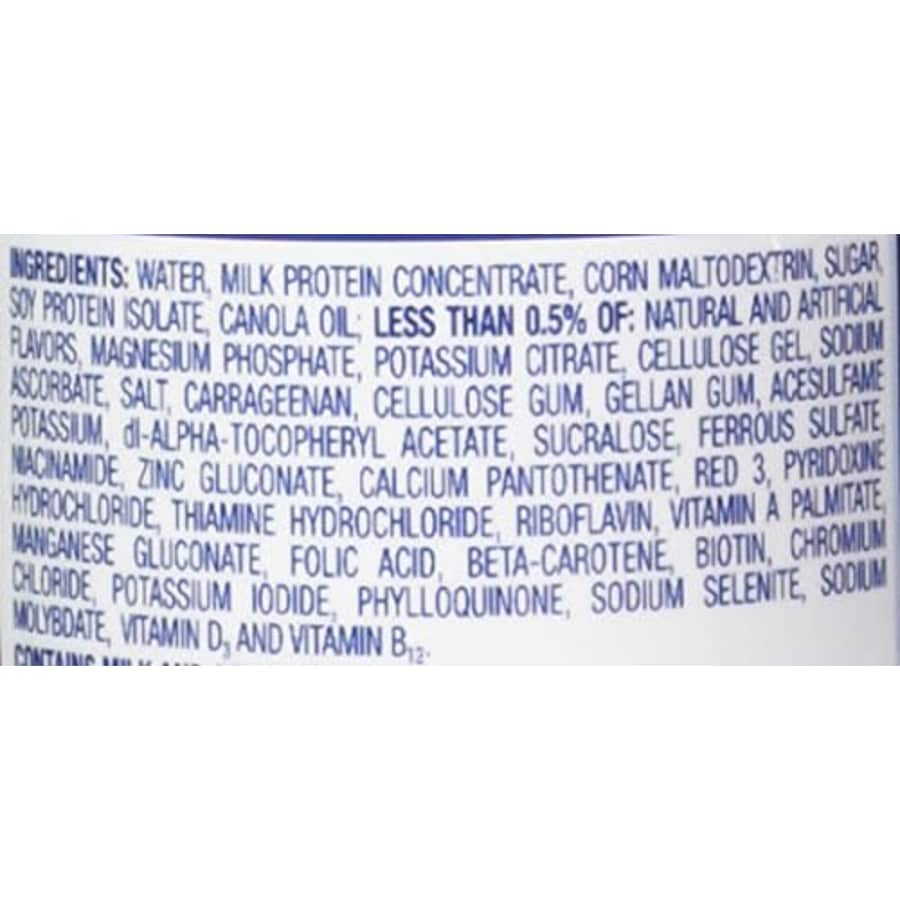 INGREDIENTS: WATER, MILK PROTEIN CONCENTRATE, CORN MALTODEXTRIN, SUGAR,
SOY PROTEIN ISOLATE, CANOLA OIL; LESS THAN 0.5% OF: NATURAL AND ARTIFICIAL
FLAVORS, MAGNESIUM PHOSPHATE, POTASSIUM CITRATE, CELLULOSE GEL, SODIUM
ASCORBATE, SALT, CARRAGEENAN, CELLULOSE GUM, GELLAN GUM, ACESULFAME
POTASSIUM, dl-ALPHA-TOCOPHERYL ACETATE, SUCRALOSE, FERROUS SULFATE,
NIACINAMIDE, ZINC GLUCONATE, CALCIUM PANTOTHENATE, RED 3, PYRIDOXINE
HYDROCHLORIDE, THIAMINE HYDROCHLORIDE, RIBOFLAVIN, VITAMIN A PALMITATE,
MANGANESE GLUCONATE, FOLIC ACID, BETA-CAROTENE, BIOTIN, CHROMIUM
CHLORIDE, POTASSIUM IODIDE, PHYLLOQUINONE, SODIUM SELENITE, SODIUM
MOLYBDATE, VITAMIN D₃ AND VITAMIN B₁₂.
CONTAINS MILK AND